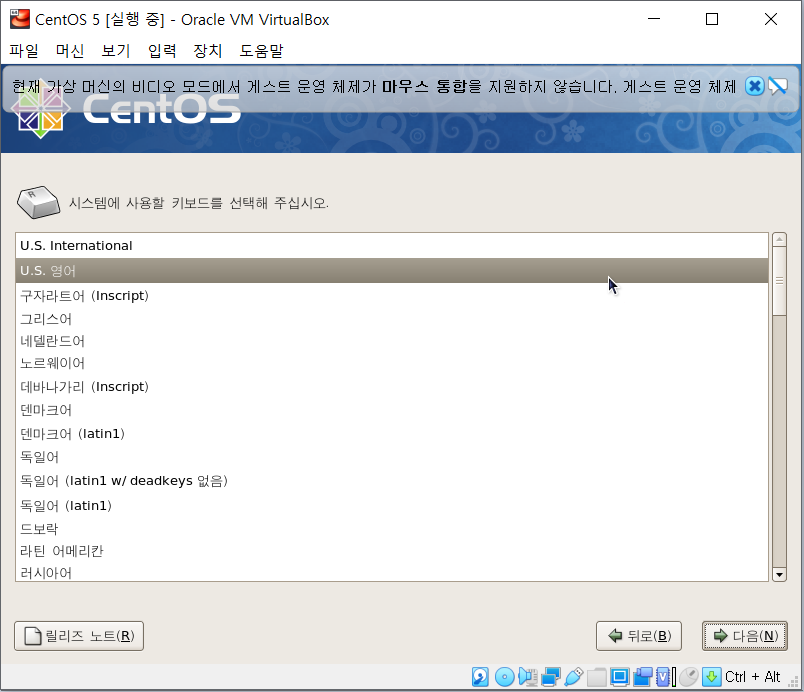 CentOS 5 [실행 중] - Oracle VM VirtualBox
파일 머신 보기 입력 장치 도움말
현재 가상 머신의 비디오 모드에서 게스트 운영 체제가 마우스 통합을 지원하지 않습니다. 게스트 운영 체제
CentOS
시스템에 사용할 키보드를 선택해 주십시오.
U.S. International
U.S. 영어
구자라트어 (Inscript)
그리스어
네델란드어
노르웨이어
데바나가리 (Inscript)
덴마크어
덴마크어 (latin1)
독일어
독일어 (latin1 w/ deadkeys 없음)
독일어 (latin1)
드보락
라틴 어메리칸
러시아어
릴리즈 노트(R) 뒤로(B) 다음(N)
Ctrl + Alt